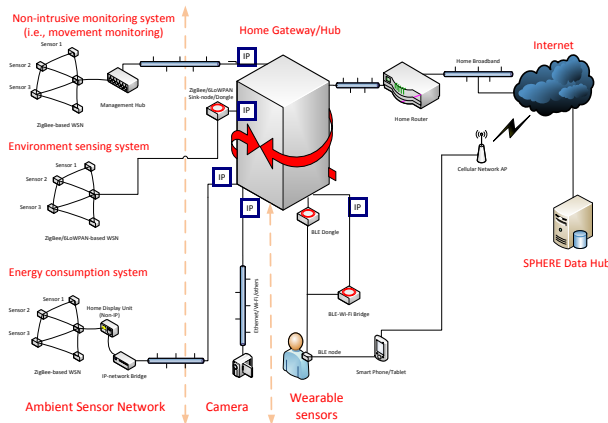 Non-intrusive monitoring system
(i.e., movement monitoring)
Home Gateway/Hub
Internet
Sensor 1
Sensor 2
Sensor 3
Management Hub
ZigBee-based WSN
IP
ZigBee/6LoWPAN
Sink-node/Dongle
IP
Home Broadband
Home Router
Cellular Network AP
Environment sensing system
Sensor 1
Sensor 2
Sensor 3
ZigBee/6LoWPAN-based WSN
IP
IP
IP
BLE Dongle
SPHERE Data Hub
Energy consumption system
Sensor 1
Sensor 2
Sensor 3
Home Display Unit
(Non-IP)
ZigBee-based WSN
IP-network Bridge
Ethernet/Wi-Fi/others
BLE-Wi-Fi Bridge
BLE node
Smart Phone/Tablet
Ambient Sensor Network
Camera
Wearable
sensors